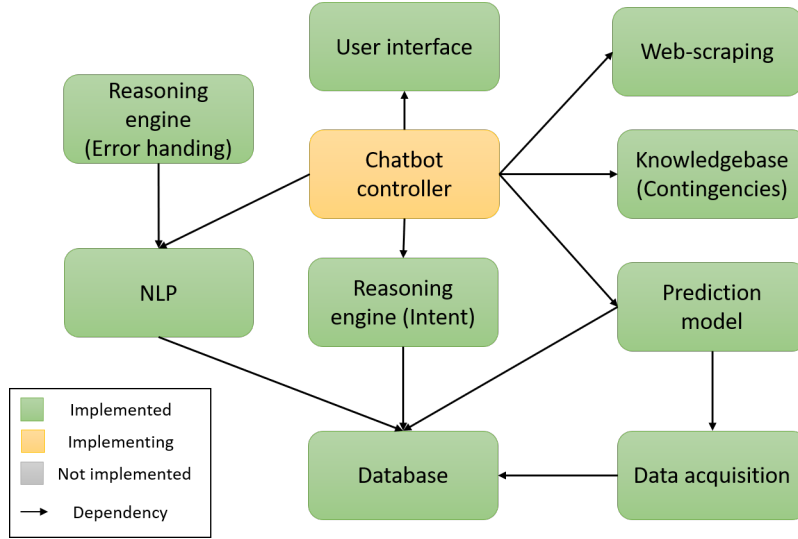 User interface
Web-scraping
Reasoning
engine
(Error handing)
Chatbot
controller
Knowledgebase
(Contingencies)
NLP
Reasoning
engine (Intent)
Prediction
model
Implemented
Implementing
Not implemented
Dependency
Database
Data acquisition